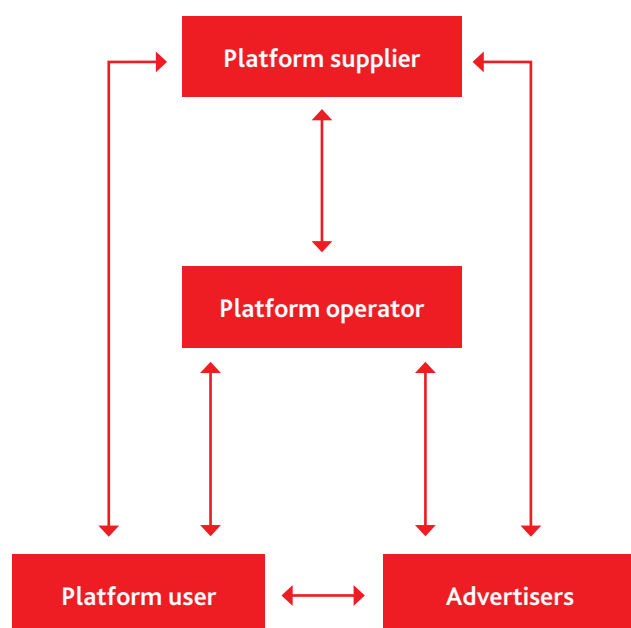 Platform supplier
Platform operator
Platform user
Advertisers